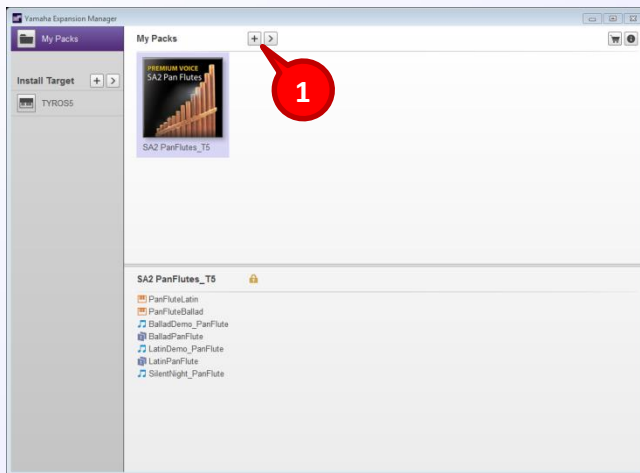 Yamaha Expansion Manager
My Packs
Install Target
TYROS5
My Packs
1
PREMIUM VOICE
SA2 Pan Flutes
SA2 PanFlutes_T5
SA2 PanFlutes_T5
PanFluteLatin
PanFluteBallad
BalladDemo_PanFlute
BalladPanFlute
LatinDemo_PanFlute
LatinPanFlute
SilentNight_PanFlute